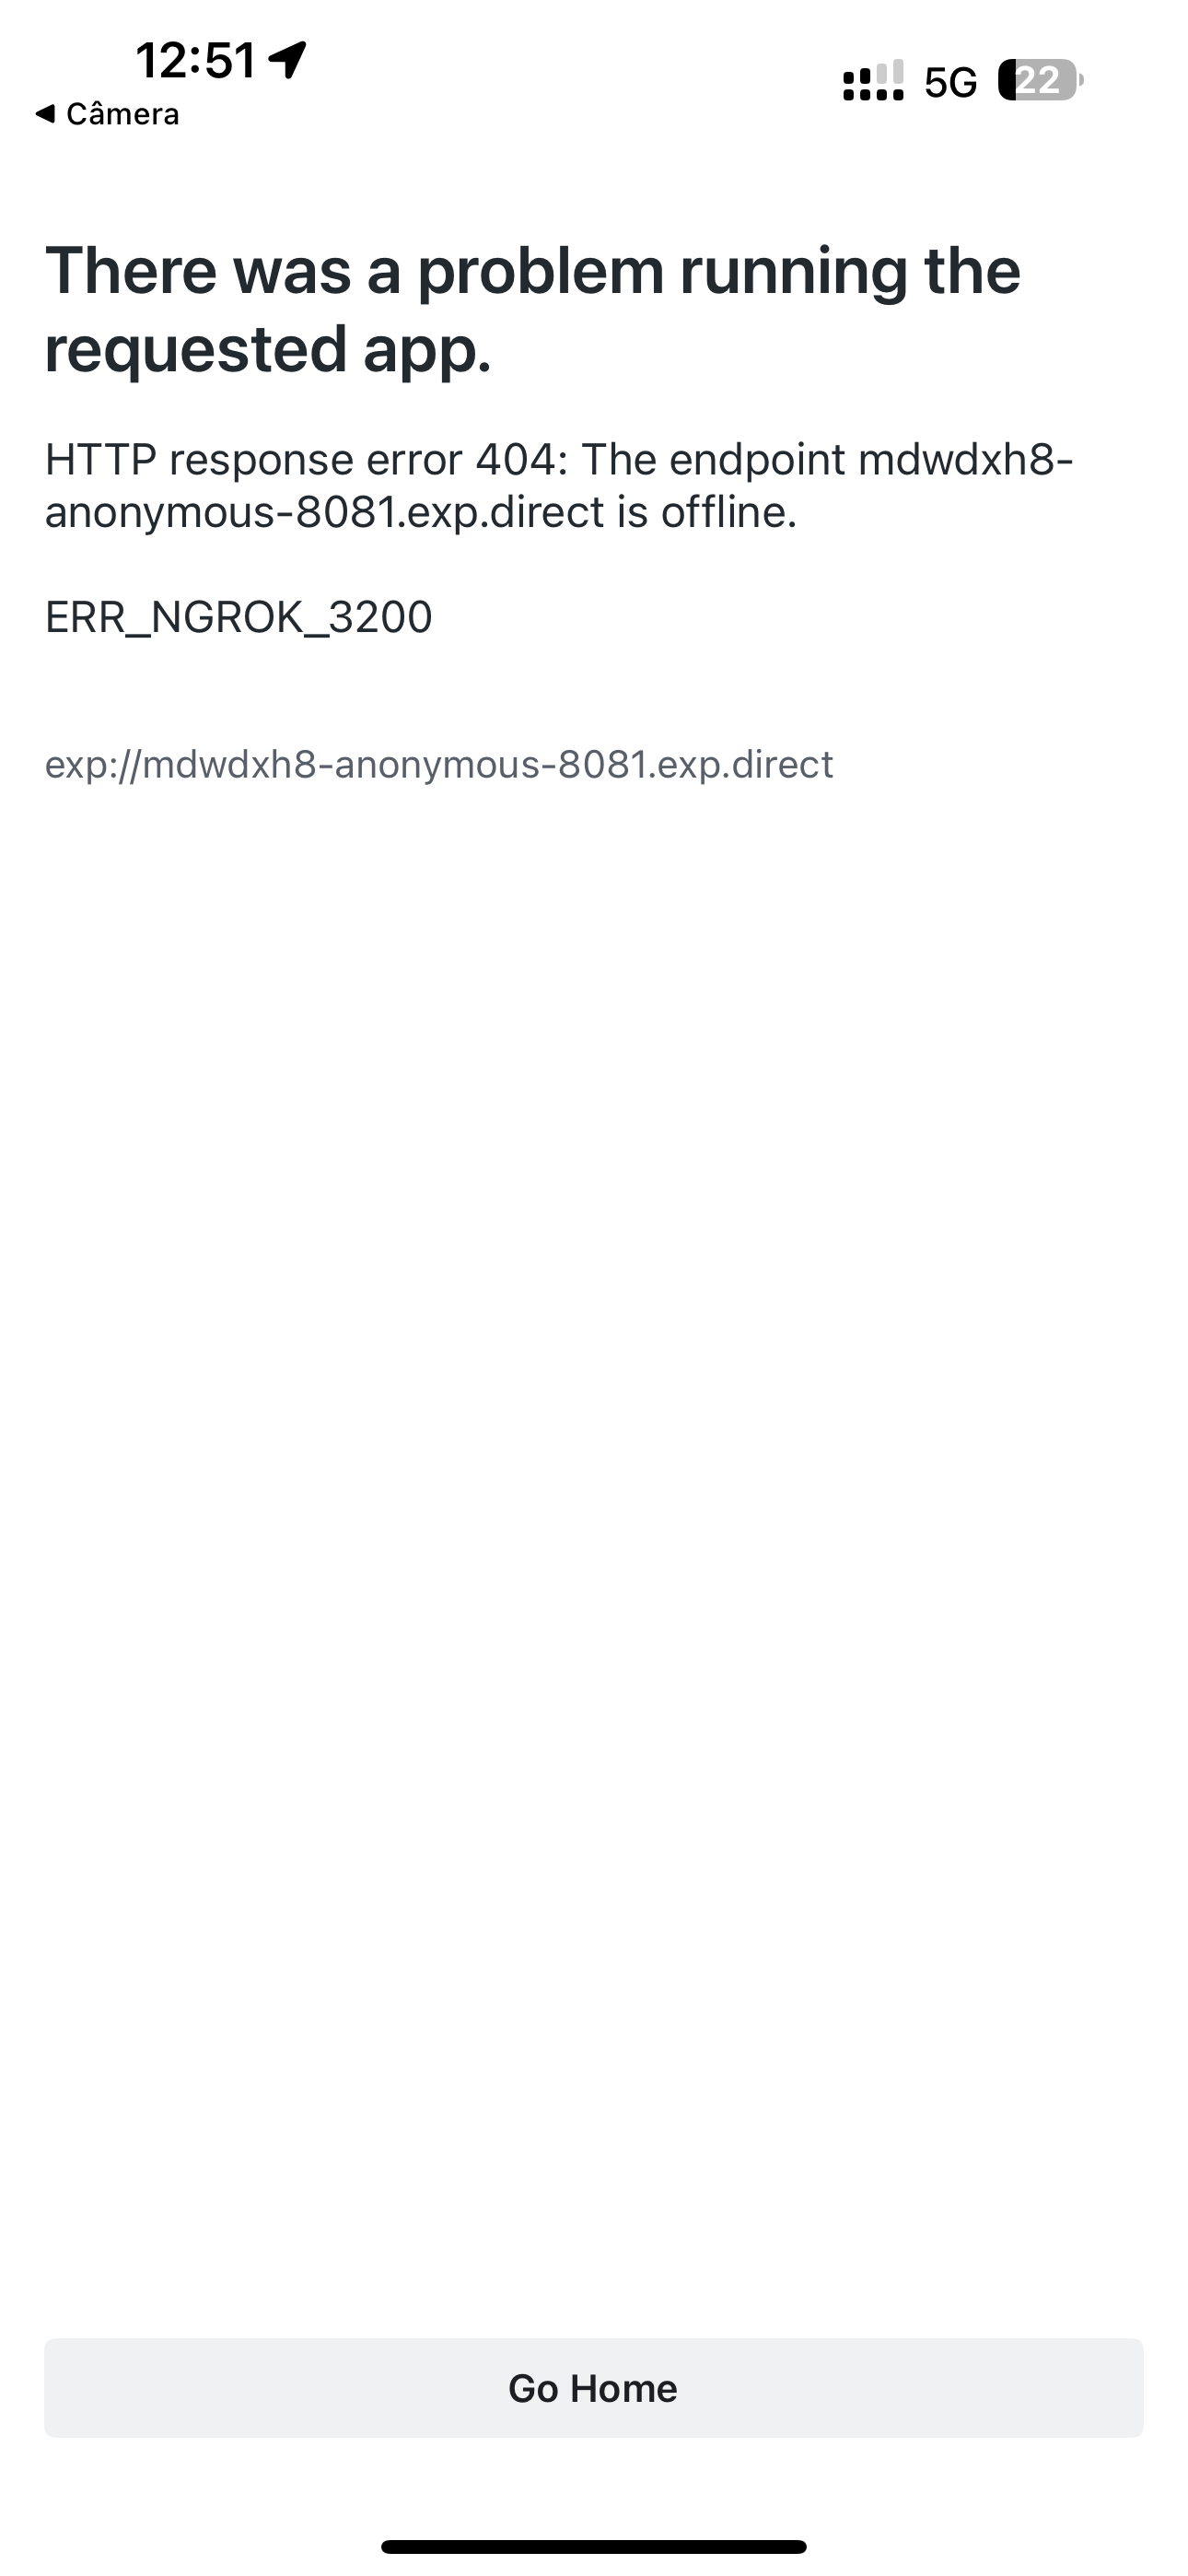 12:51
5G
22
◀ Câmera
There was a problem running the
requested app.
HTTP response error 404: The endpoint mdwdxh8-
anonymous-8081.exp.direct is offline.
ERR_NGROK_3200
exp://mdwdxh8-anonymous-8081.exp.direct
Go Home